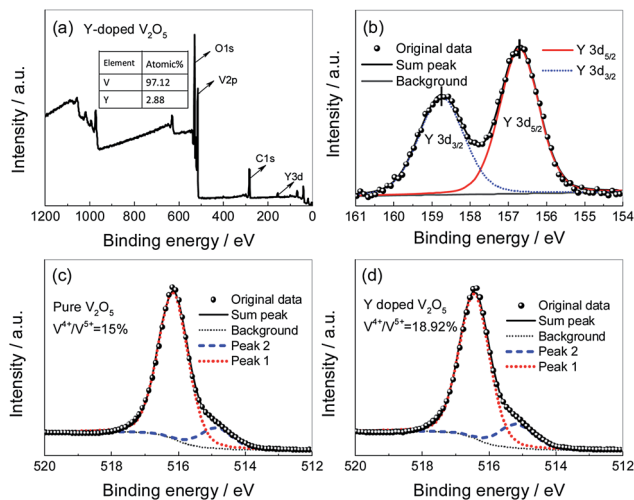 (a) Y-doped V₂O₅
Element Atomic%
V 97.12
Y 2.88
O1s
V2p
C1s
Y3d
Intensity / a.u.
1200 1000 800 600 400 200 0
Binding energy / eV
(b)
Original data
Sum peak
Background
Y 3d₅/₂
Y 3d₃/₂
Y 3d₃/₂
Y 3d₅/₂
Intensity / a.u.
161 160 159 158 157 156 155 154
Binding energy / eV
(c)
Pure V₂O₅
V⁴⁺/V⁵⁺=15%
Original data
Sum peak
Background
Peak 2
Peak 1
Intensity / a.u.
520 518 516 514 512
Binding energy / eV
(d)
Y doped V₂O₅
V⁴⁺/V⁵⁺=18.92%
Original data
Sum peak
Background
Peak 2
Peak 1
Intensity / a.u.
520 518 516 514 512
Binding energy / eV